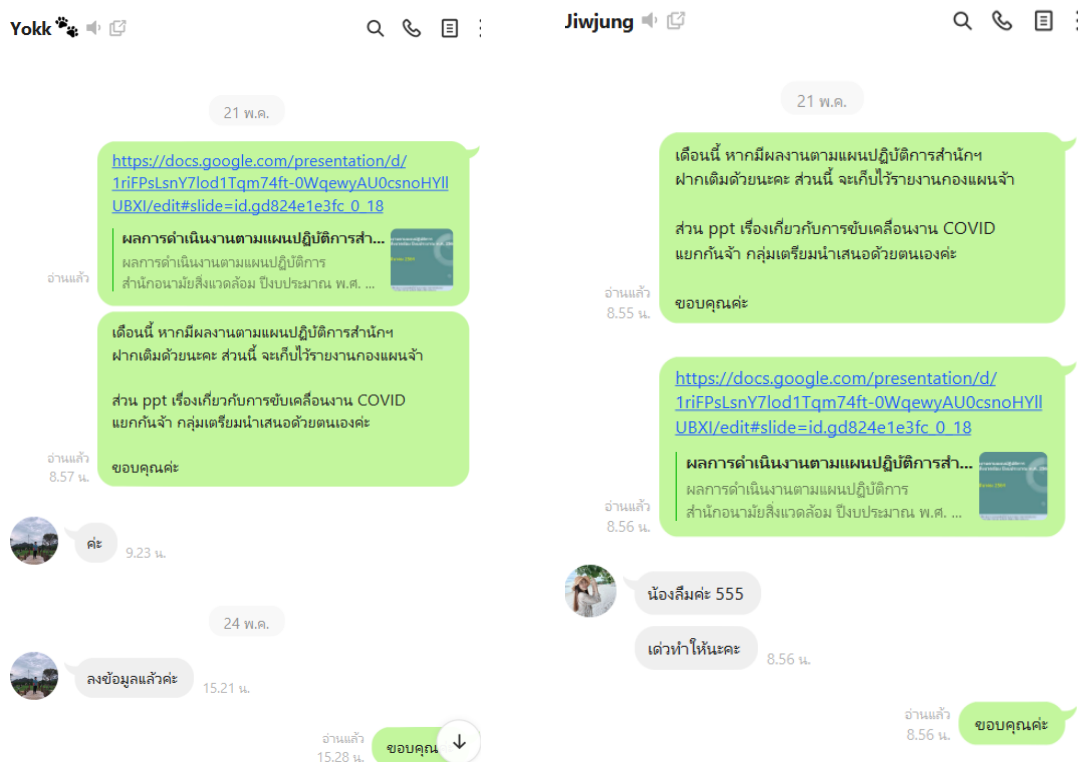 Yokk
21 พ.ค.
https://docs.google.com/presentation/d/
1riFPsLsnY7lod1Tqm74ft-0WqewyAU0csnoHYll
UBXI/edit#slide=id.gd824e1e3fc_0_18
ผลการดำเนินงานตามแผนปฏิบัติการสำ...
ผลการดำเนินงานตามแผนปฏิบัติการ
สำนักอนามัยสิ่งแวดล้อม ปีงบประมาณ พ.ศ. ...
อ่านแล้ว
เดือนนี้ หากมีผลงานตามแผนปฏิบัติการสำนักฯ
ฝากเติมด้วยนะคะ ส่วนนี้ จะเก็บไว้รายงานกองแผนจ้า
ส่วน ppt เรื่องเกี่ยวกับการขับเคลื่อนงาน COVID
แยกกันจ้า กลุ่มเตรียมนำเสนอด้วยตนเองค่ะ
ขอบคุณค่ะ
อ่านแล้ว
8.57 น.
ค่ะ
9.23 น.
24 พ.ค.
ลงข้อมูลแล้วค่ะ
15.21 น.
อ่านแล้ว
15.28 น.
ขอบคุณ
Jiwjung
21 พ.ค.
เดือนนี้ หากมีผลงานตามแผนปฏิบัติการสำนักฯ
ฝากเติมด้วยนะคะ ส่วนนี้ จะเก็บไว้รายงานกองแผนจ้า
ส่วน ppt เรื่องเกี่ยวกับการขับเคลื่อนงาน COVID
แยกกันจ้า กลุ่มเตรียมนำเสนอด้วยตนเองค่ะ
ขอบคุณค่ะ
อ่านแล้ว
8.55 น.
https://docs.google.com/presentation/d/
1riFPsLsnY7lod1Tqm74ft-0WqewyAU0csnoHYll
UBXI/edit#slide=id.gd824e1e3fc_0_18
ผลการดำเนินงานตามแผนปฏิบัติการสำ...
ผลการดำเนินงานตามแผนปฏิบัติการ
สำนักอนามัยสิ่งแวดล้อม ปีงบประมาณ พ.ศ. ...
อ่านแล้ว
8.56 น.
น้องลืมค่ะ 555
เด่วทำให้นะคะ
8.56 น.
อ่านแล้ว
8.56 น.
ขอบคุณค่ะ